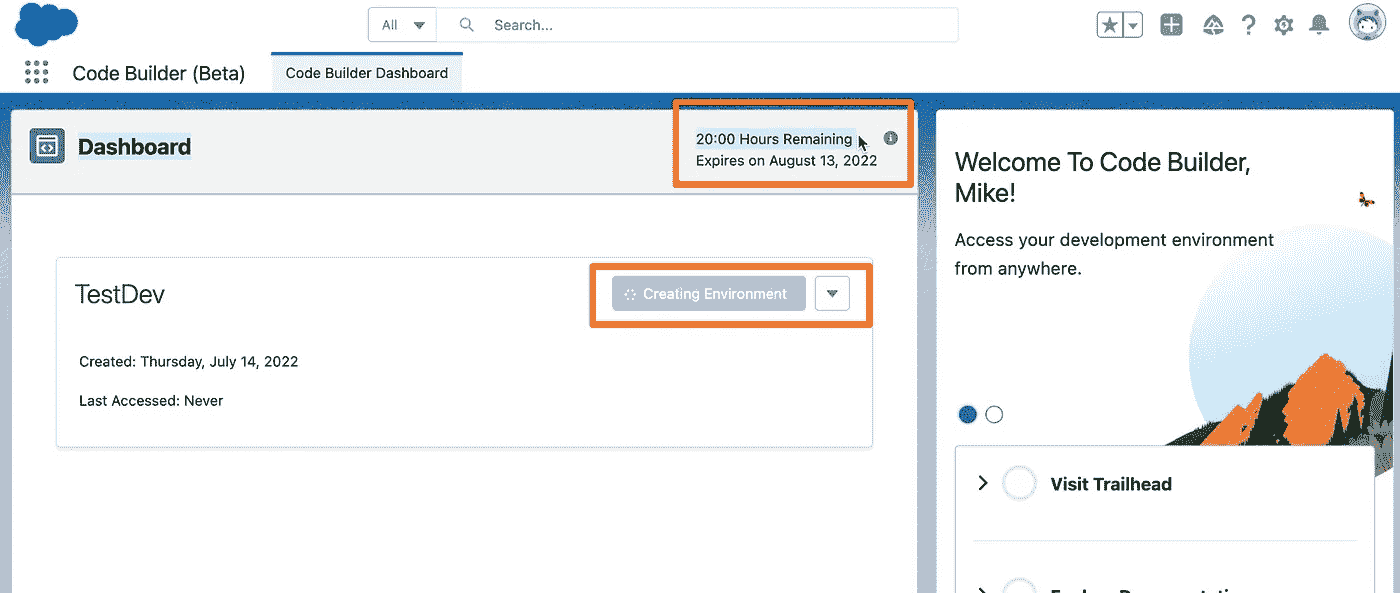 All
Search...
Code Builder (Beta)
Code Builder Dashboard
Dashboard
20:00 Hours Remaining
Expires on August 13, 2022
TestDev
Creating Environment
Created: Thursday, July 14, 2022
Last Accessed: Never
Welcome To Code Builder,
Mike!
Access your development environment
from anywhere.
Visit Trailhead